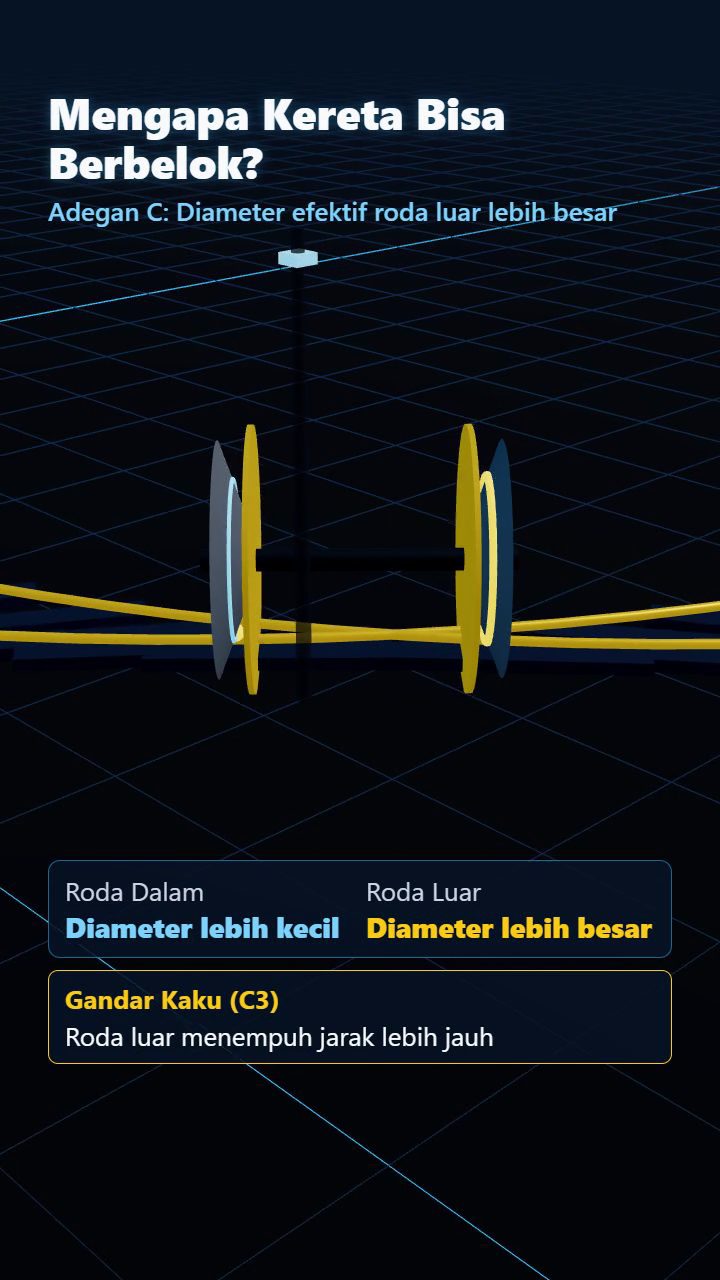 Mengapa Kereta Bisa
Berbelok?
Adegan C: Diameter efektif roda luar lebih besar
Roda Dalam
Diameter lebih kecil
Roda Luar
Diameter lebih besar
Gandar Kaku (C3)
Roda luar menempuh jarak lebih jauh